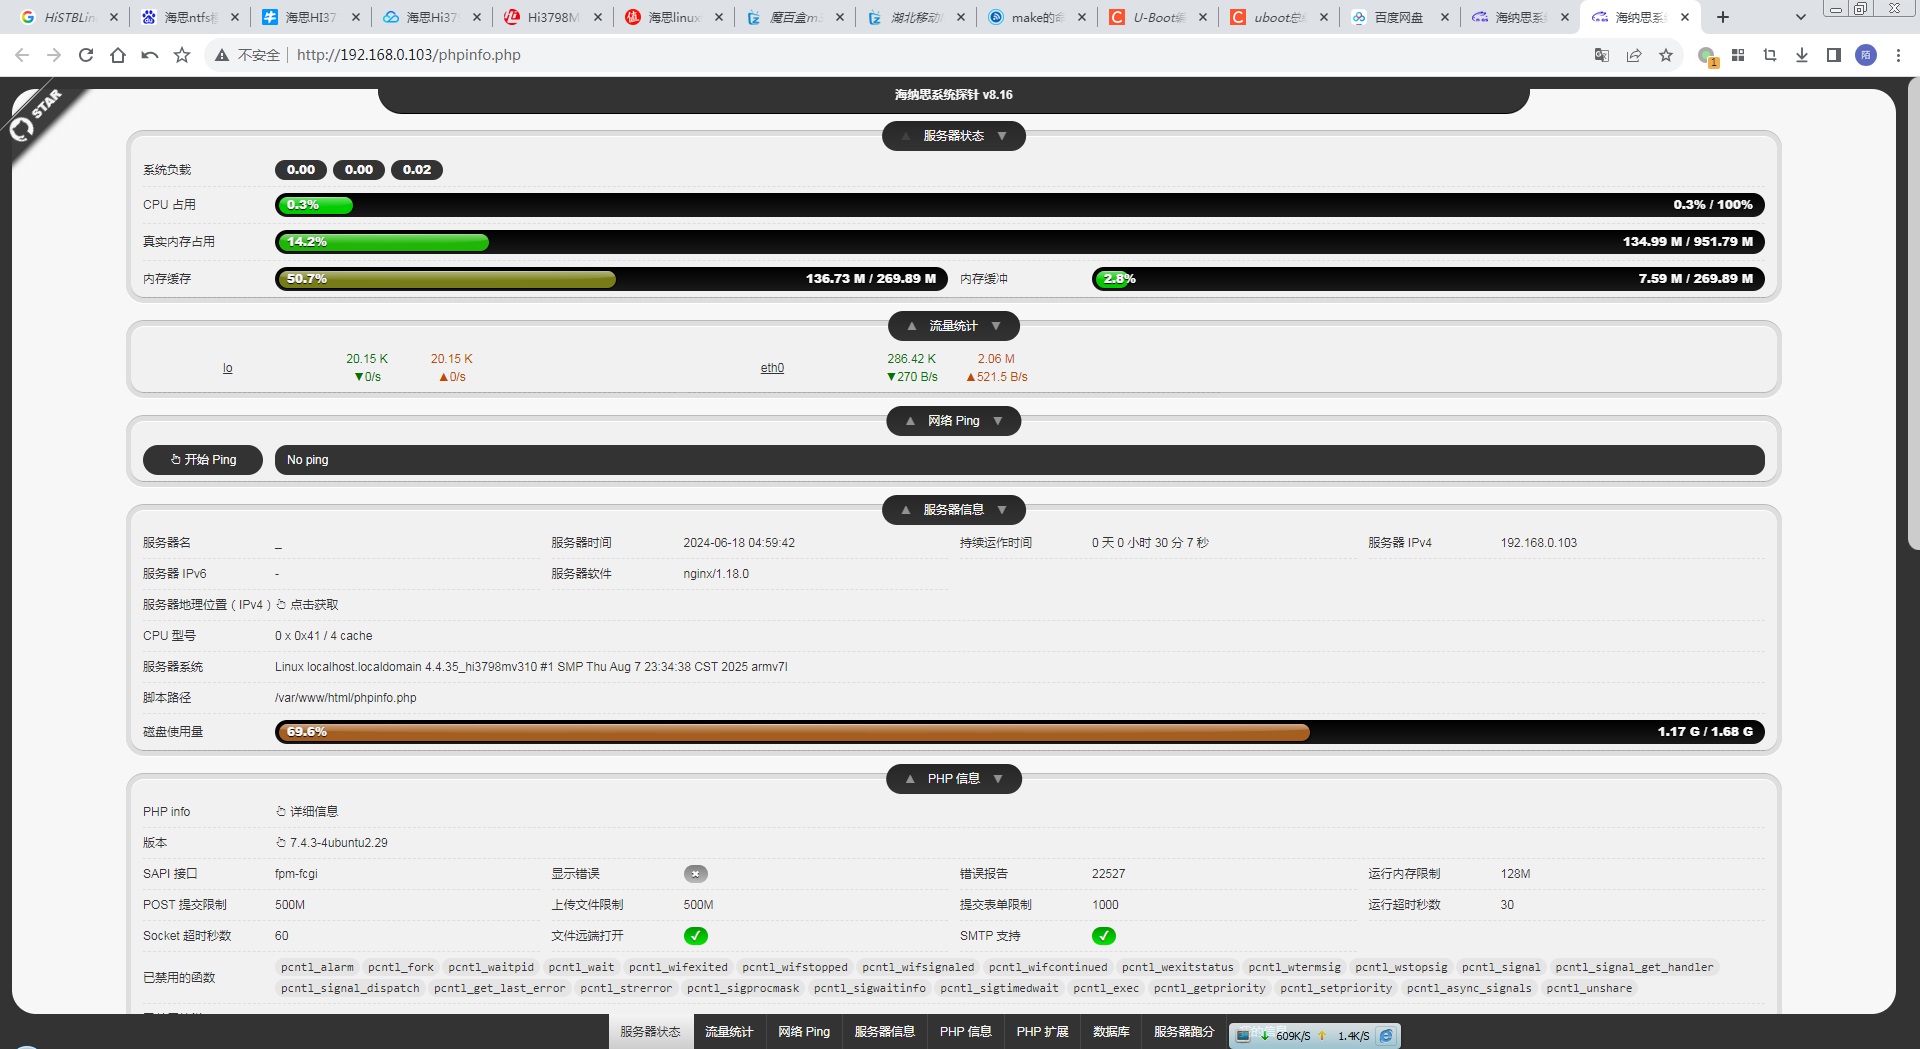 HiSTBLin
海思ntfs
海思HI37
海思Hi37
Hi3798M
海思linux
魔百盒m
湖北移动
make的命
U-Boot
uboot总
百度网盘
海纳思系
海纳思系
不安全 http://192.168.0.103/phpinfo.php
陌
STAR
海纳思系统探针 v8.16
▲ 服务器状态 ▼
系统负载 0.00 0.00 0.02
CPU 占用 0.3% 0.3% / 100%
真实内存占用 14.2% 134.99 M / 951.79 M
内存缓存 50.7% 136.73 M / 269.89 M 内存缓冲 2.8% 7.59 M / 269.89 M
▲ 流量统计 ▼
lo 20.15 K 20.15 K eth0 286.42 K 2.06 M
▼0/s ▲0/s ▼270 B/s ▲521.5 B/s
▲ 网络 Ping ▼
开始 Ping No ping
▲ 服务器信息 ▼
服务器名 _ 服务器时间 2024-06-18 04:59:42 持续运作时间 0 天 0 小时 30 分 7 秒 服务器 IPv4 192.168.0.103
服务器 IPv6 - 服务器软件 nginx/1.18.0
服务器地理位置 ( IPv4 ) 点击获取
CPU 型号 0 x 0x41 / 4 cache
服务器系统 Linux localhost.localdomain 4.4.35_hi3798mv310 #1 SMP Thu Aug 7 23:34:38 CST 2025 armv7l
脚本路径 /var/www/html/phpinfo.php
磁盘使用量 69.6% 1.17 G / 1.68 G
▲ PHP 信息 ▼
PHP info 详细信息
版本 7.4.3-4ubuntu2.29
SAPI 接口 fpm-fcgi 显示错误 错误报告 22527 运行内存限制 128M
POST 提交限制 500M 上传文件限制 500M 提交表单限制 1000 运行超时秒数 30
Socket 超时秒数 60 文件远端打开 SMTP 支持
已禁用的函数 pcntl_alarm pcntl_fork pcntl_waitpid pcntl_wait pcntl_wifexited pcntl_wifstopped pcntl_wifsignaled pcntl_wifcontinued pcntl_wexitstatus pcntl_wtermsig pcntl_wstopsig pcntl_signal pcntl_signal_get_handler
pcntl_signal_dispatch pcntl_get_last_error pcntl_strerror pcntl_sigprocmask pcntl_sigwaitinfo pcntl_sigtimedwait pcntl_exec pcntl_getpriority pcntl_setpriority pcntl_async_signals pcntl_unshare
服务器状态 流量统计 网络 Ping 服务器信息 PHP 信息 PHP 扩展 数据库 服务器跑分 609K/S 1.4K/S